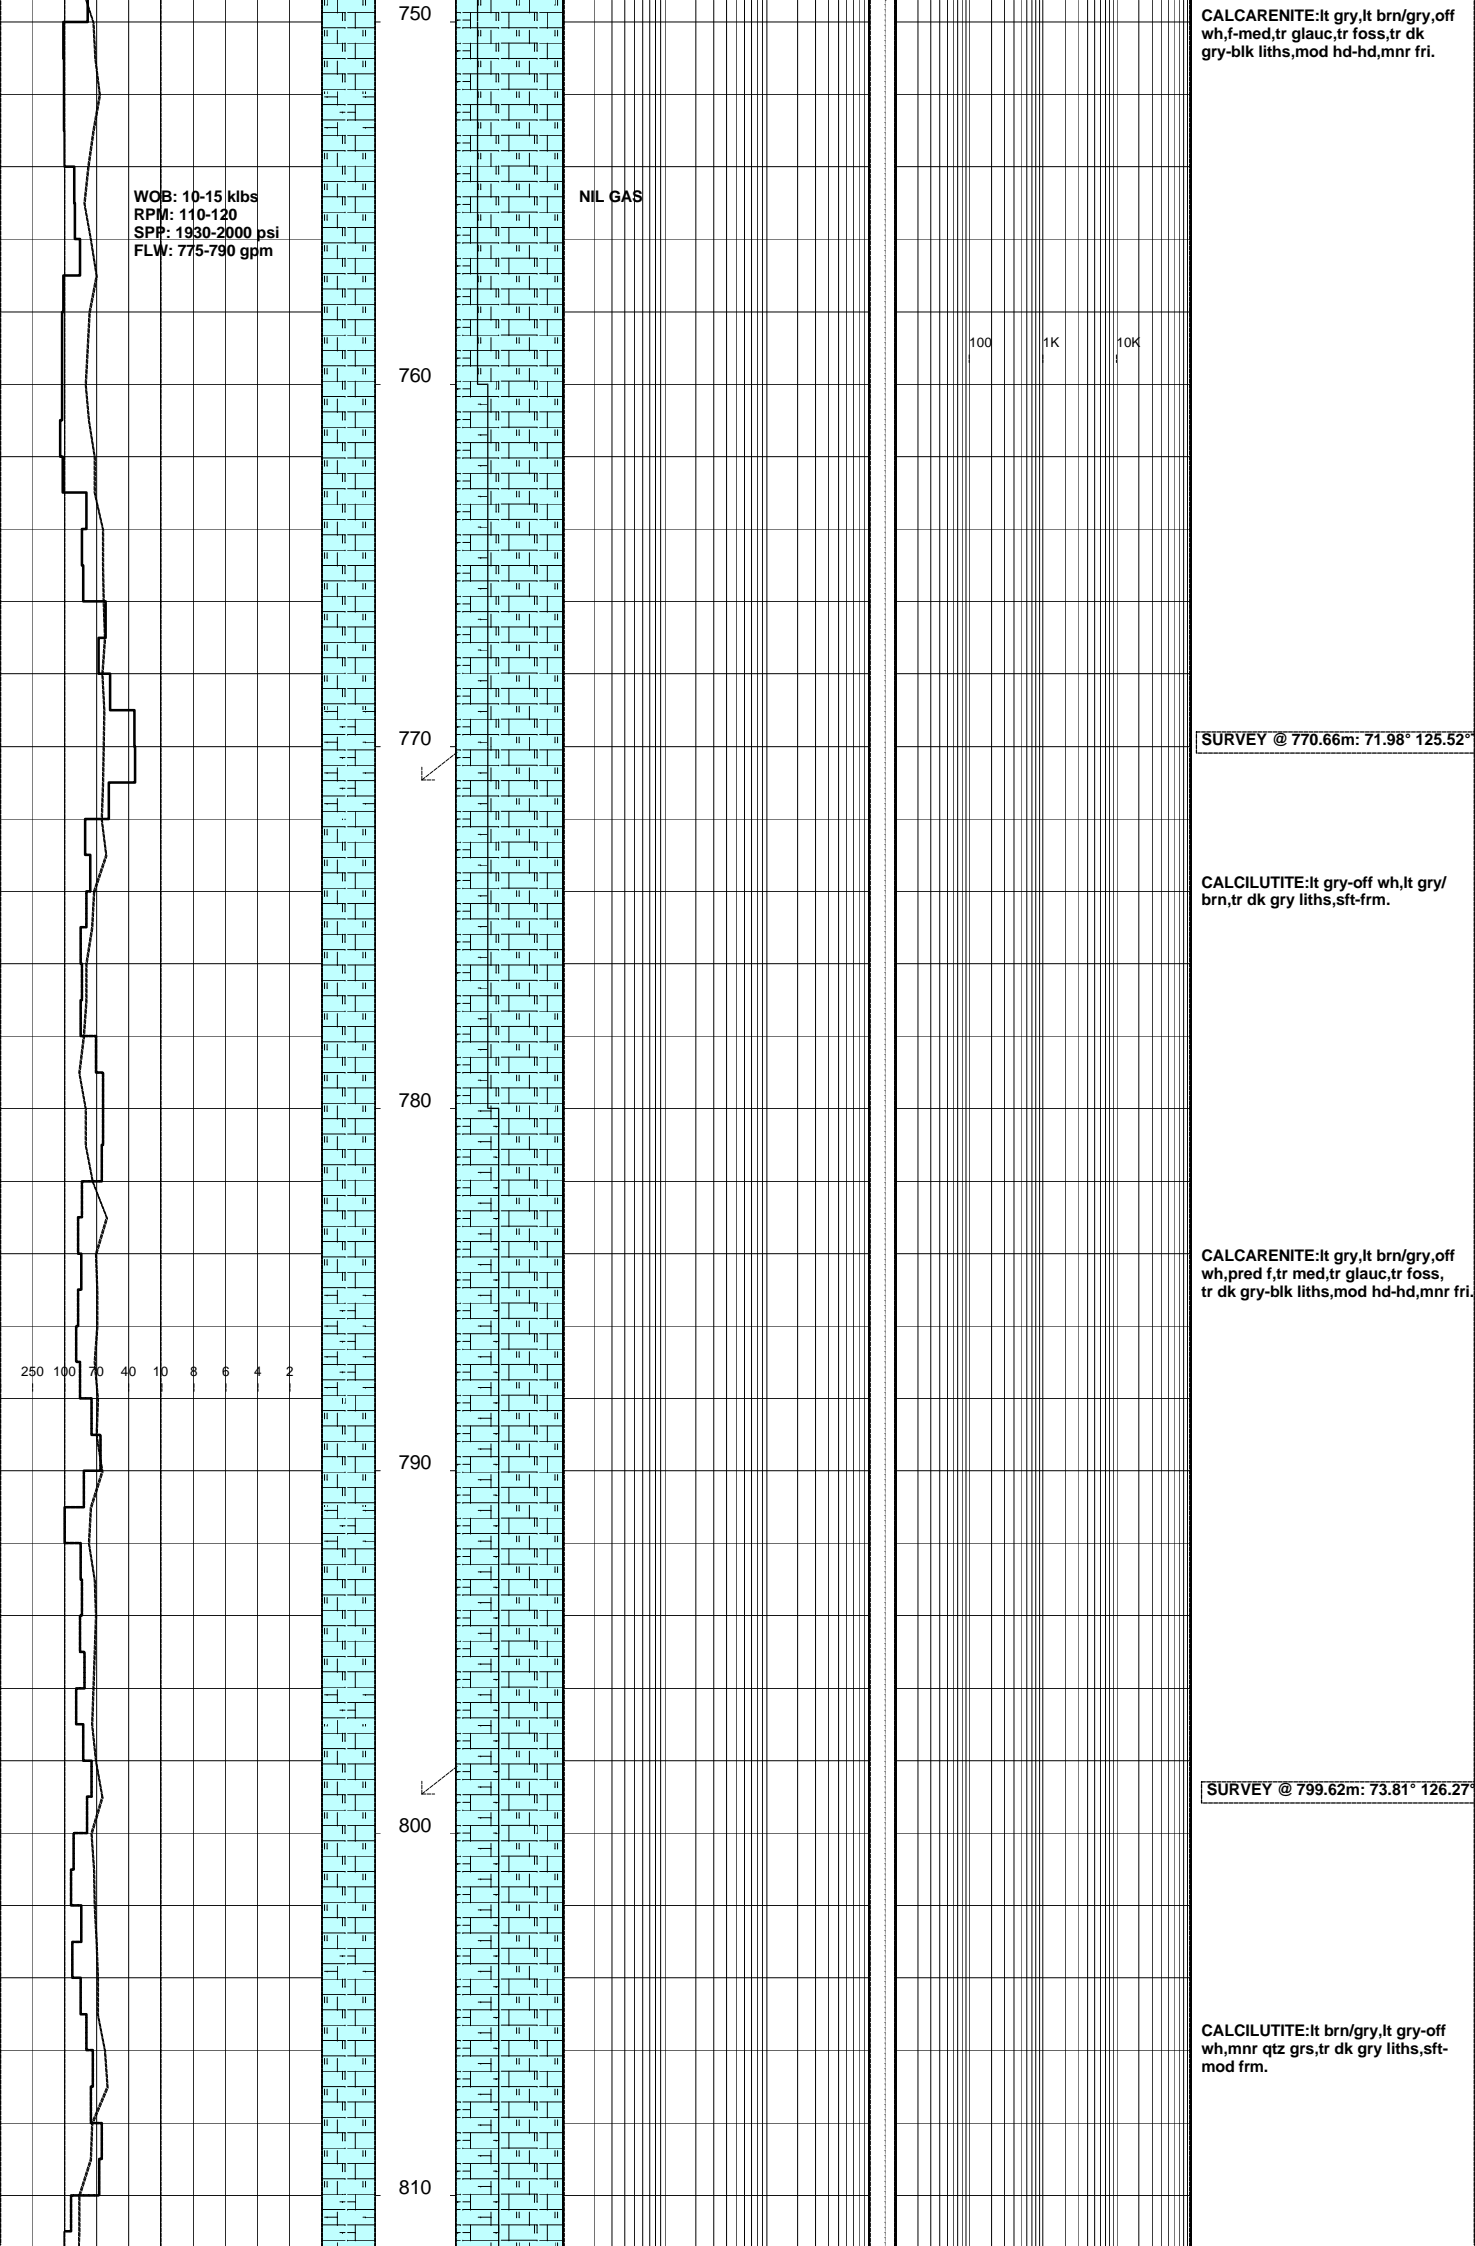 750
CALCARENITE:lt gry,lt brn/gry,off
wh,f-med,tr glauc,tr foss,tr dk
gry-blk liths,mod hd-hd,mnr fri.
WOB: 10-15 klbs
RPM: 110-120
SPP: 1930-2000 psi
FLW: 775-790 gpm
NIL GAS
100 1K 10K
760
770
SURVEY @ 770.66m: 71.98° 125.52°
CALCILUTITE:lt gry-off wh,lt gry/
brn,tr dk gry liths,sft-frm.
780
CALCARENITE:lt gry,lt brn/gry,off
wh,pred f,tr med,tr glauc,tr foss,
tr dk gry-blk liths,mod hd-hd,mnr fri.
250 100 70 40 10 8 6 4 2
790
SURVEY @ 799.62m: 73.81° 126.27°
800
CALCILUTITE:lt brn/gry,lt gry-off
wh,mnr qtz grs,tr dk gry liths,sft-
mod frm.
810